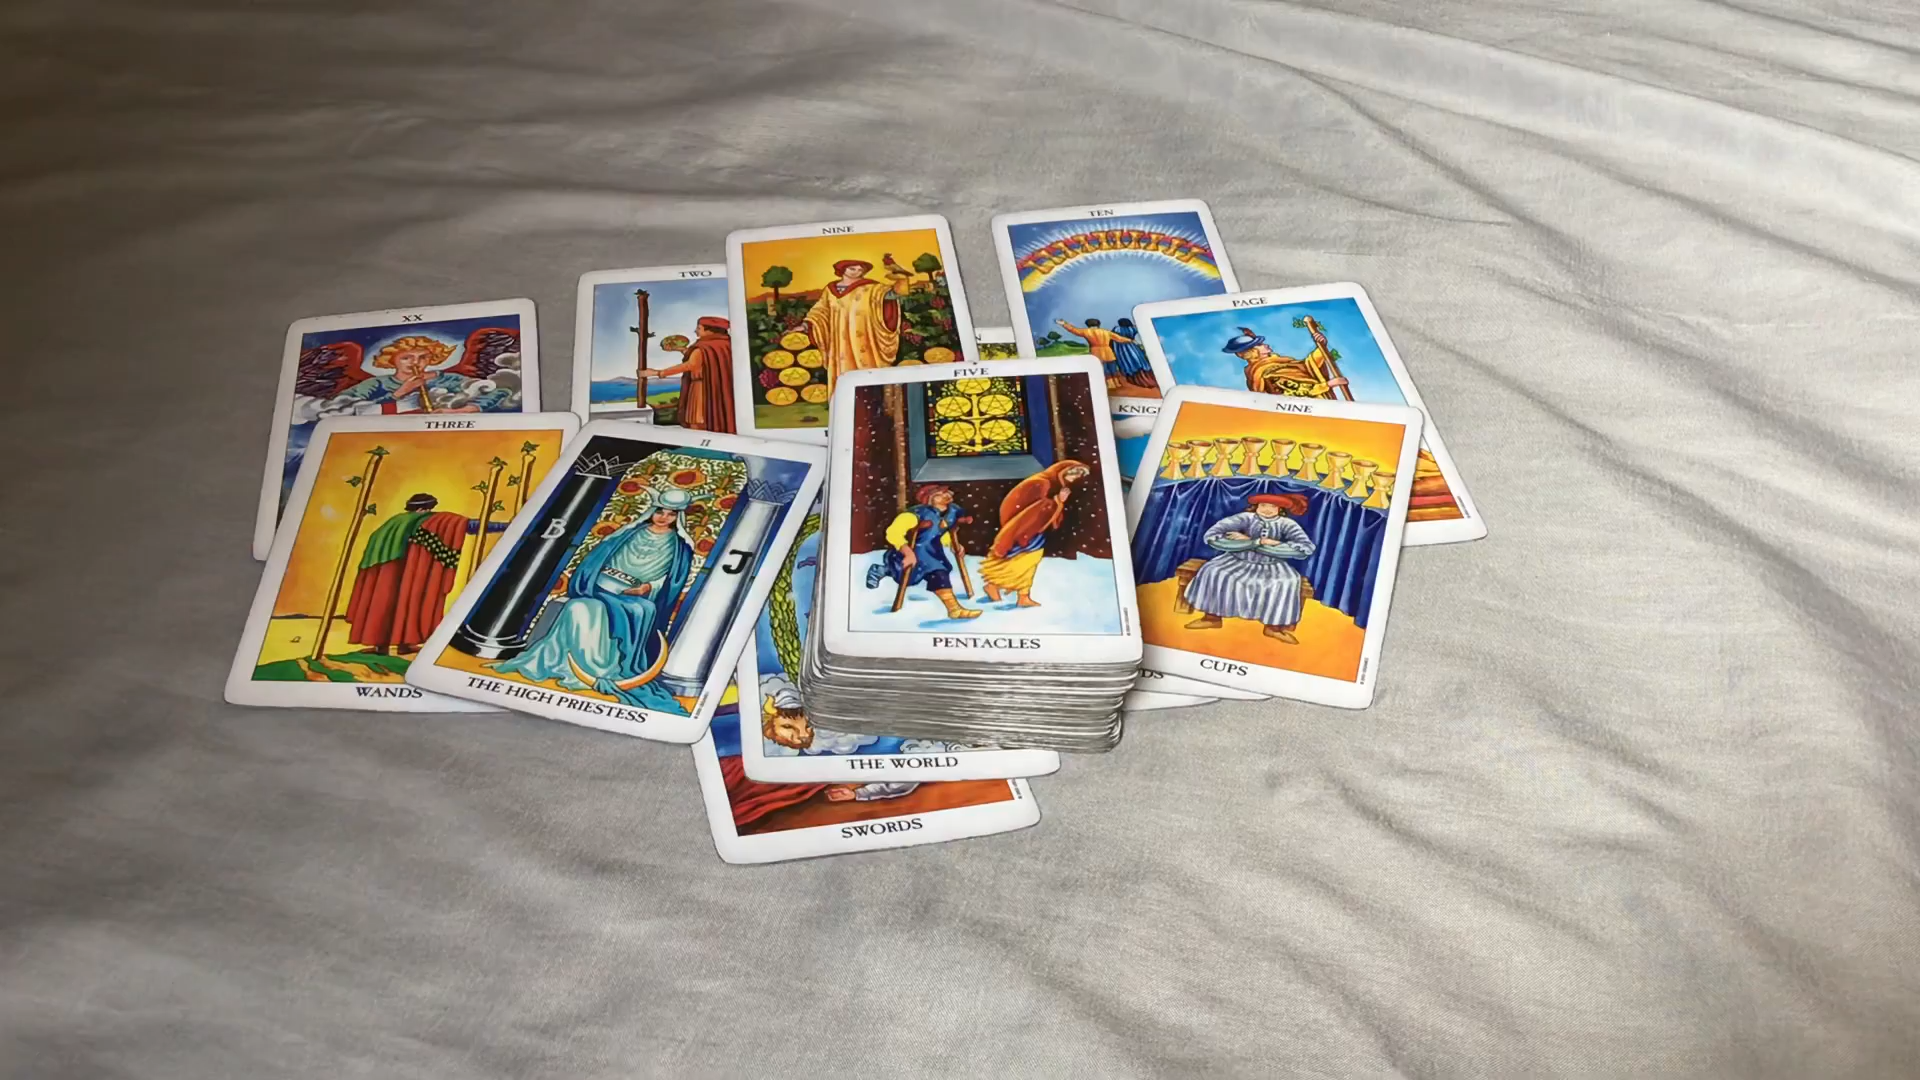 TEN
NINE
TWO
PAGE
XX
FIVE
NINE
THREE
II
B
J
PENTACLES
CUPS
WANDS
THE HIGH PRIESTESS
THE WORLD
SWORDS